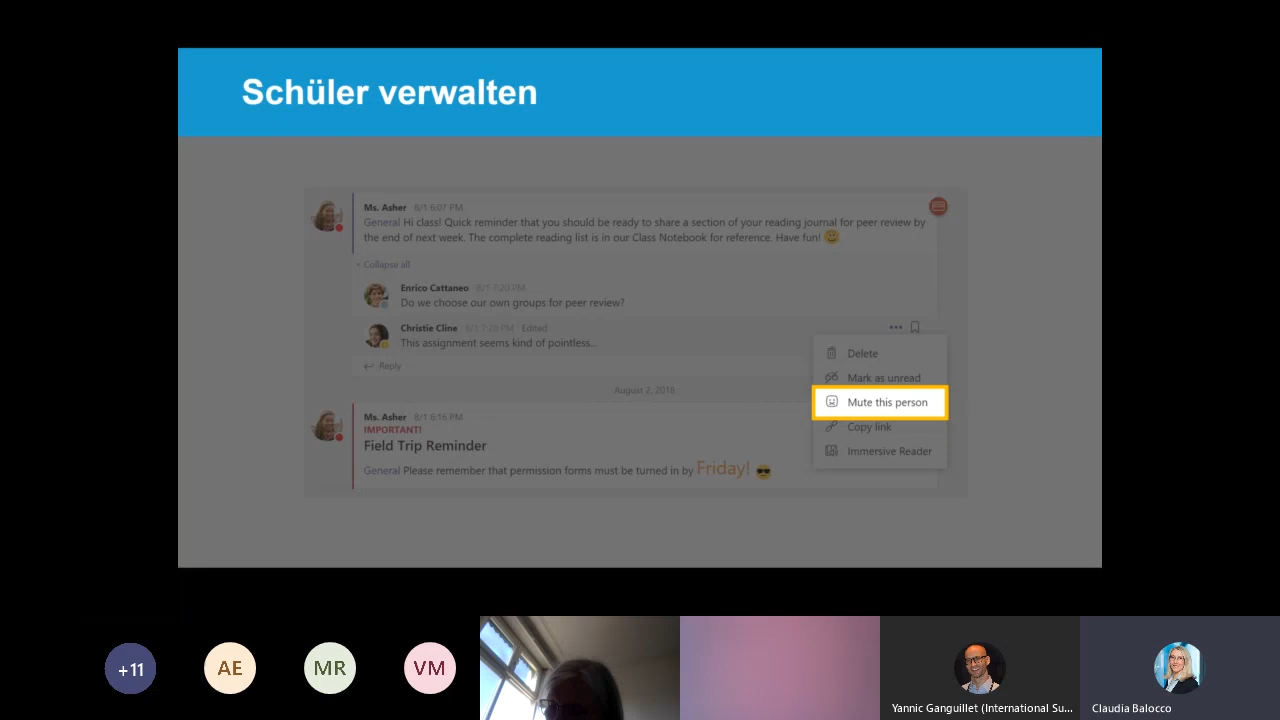 Schüler verwalten
Ms. Asher 8/1 6:07 PM
General Hi class! Quick reminder that you should be ready to share a section of your reading journal for peer review by
the end of next week. The complete reading list is in our Class Notebook for reference. Have fun!
Collapse all
Enrico Cattaneo 8/1 7:20 PM
Do we choose our own groups for peer review?
Christie Cline 8/1 7:28 PM Edited
This assignment seems kind of pointless...
Reply
Delete
Mark as unread
Mute this person
Copy link
Immersive Reader
August 2, 2018
Ms. Asher 8/1 6:16 PM
IMPORTANT!
Field Trip Reminder
General Please remember that permission forms must be turned in by Friday!
+11
AE
MR
VM
Yannic Ganguillet (International Su...
Claudia Balocco